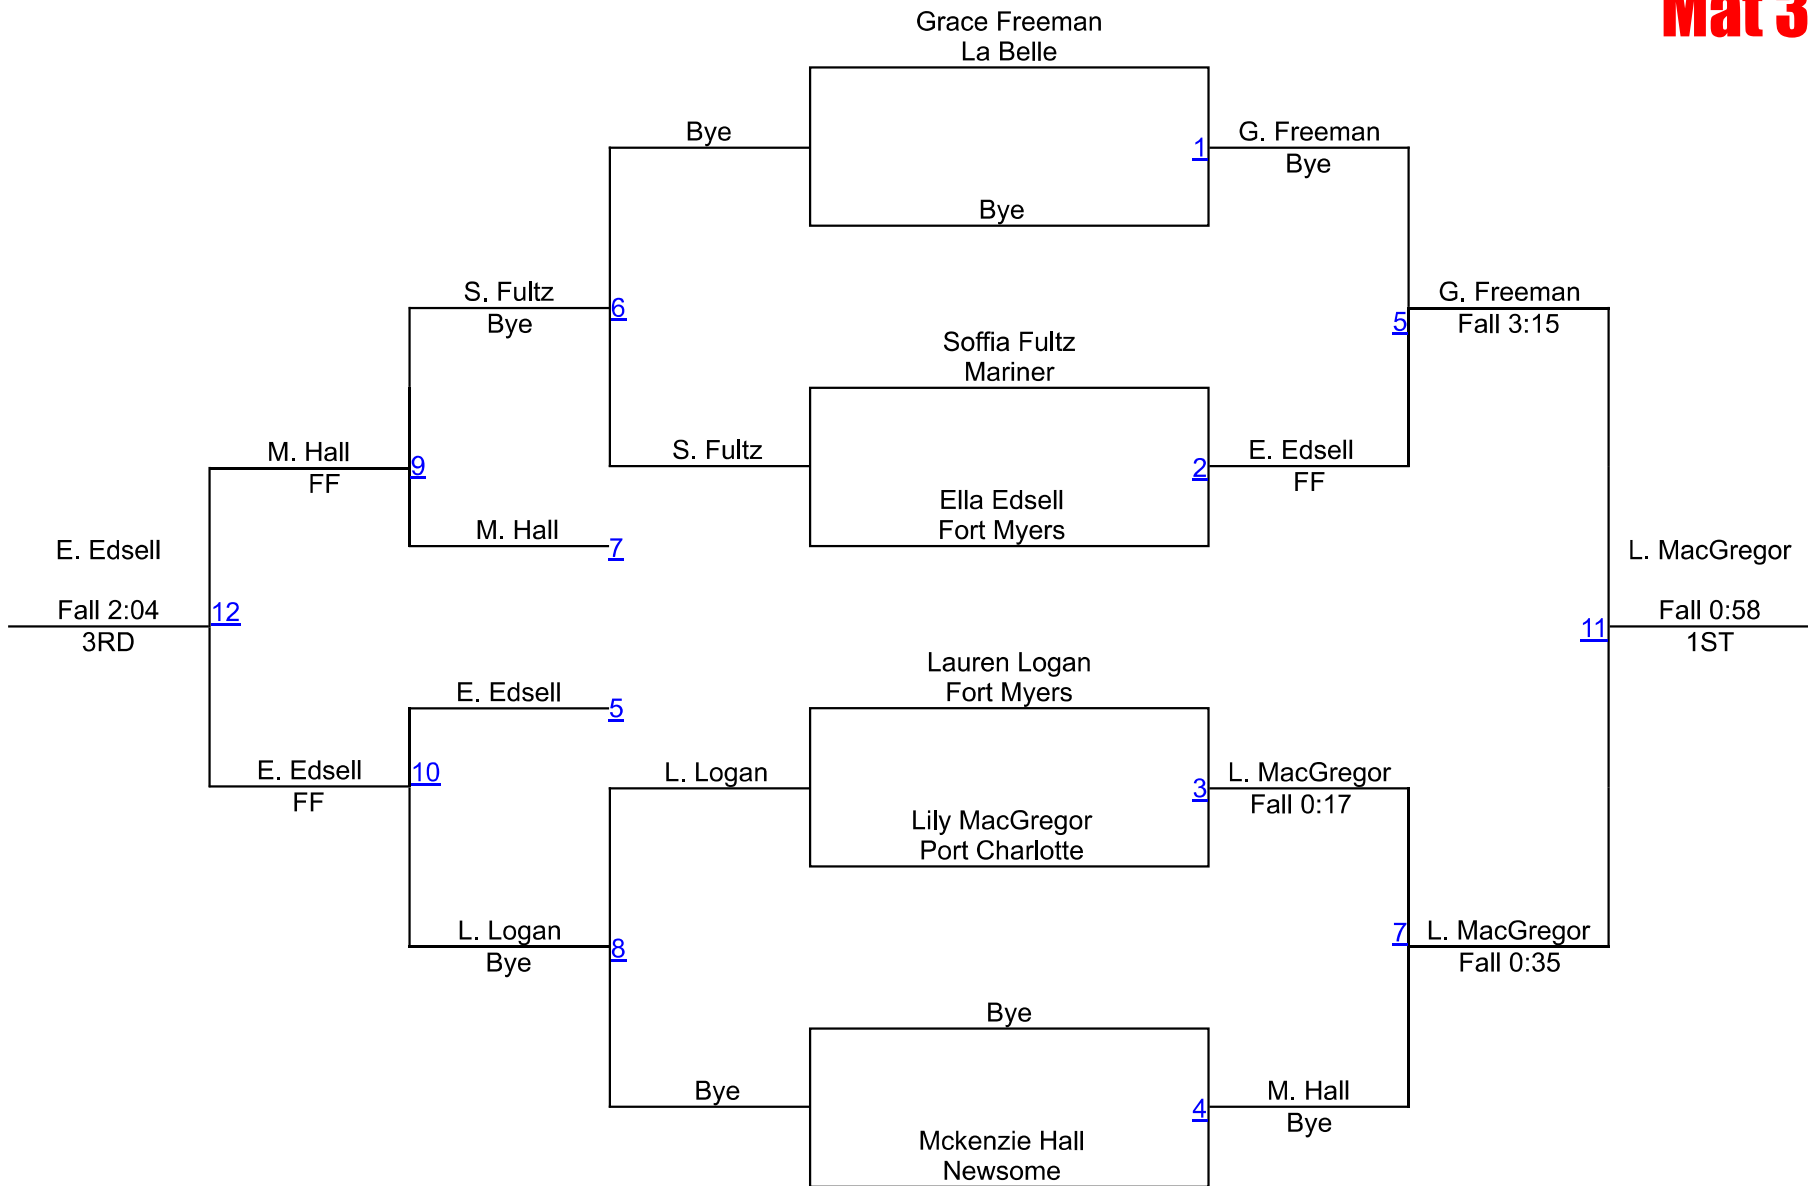 Mat 3
Grace Freeman
La Belle
Bye
1
G. Freeman
Bye
Bye
S. Fultz
Bye
6
G. Freeman
Fall 3:15
5
Soffia Fultz
Mariner
M. Hall
FF
9
S. Fultz
2
E. Edsell
FF
Ella Edsell
Fort Myers
M. Hall
7
E. Edsell
Fall 2:04
3RD
12
L. MacGregor
Fall 0:58
1ST
11
Lauren Logan
Fort Myers
E. Edsell
5
E. Edsell
FF
10
L. Logan
3
L. MacGregor
Fall 0:17
Lily MacGregor
Port Charlotte
L. Logan
Bye
8
7
L. MacGregor
Fall 0:35
Bye
Bye
4
M. Hall
Bye
Mckenzie Hall
Newsome